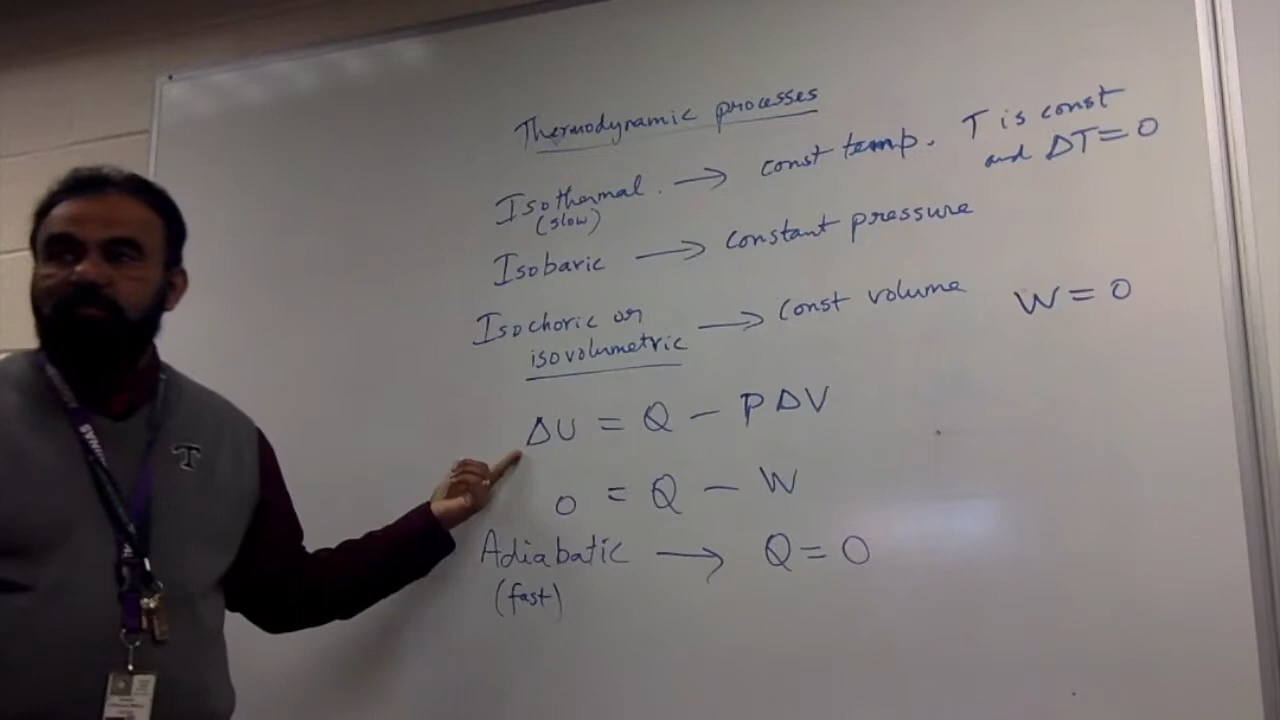 Thermodynamic processes
Isothermal. → const temp. T is const
(slow) and ΔT=0
Isobaric → constant pressure
Isochoric or → const volume W=0
isovolumetric
ΔU = Q - PΔV
0 = Q - W
Adiabatic → Q=0
(fast)
T